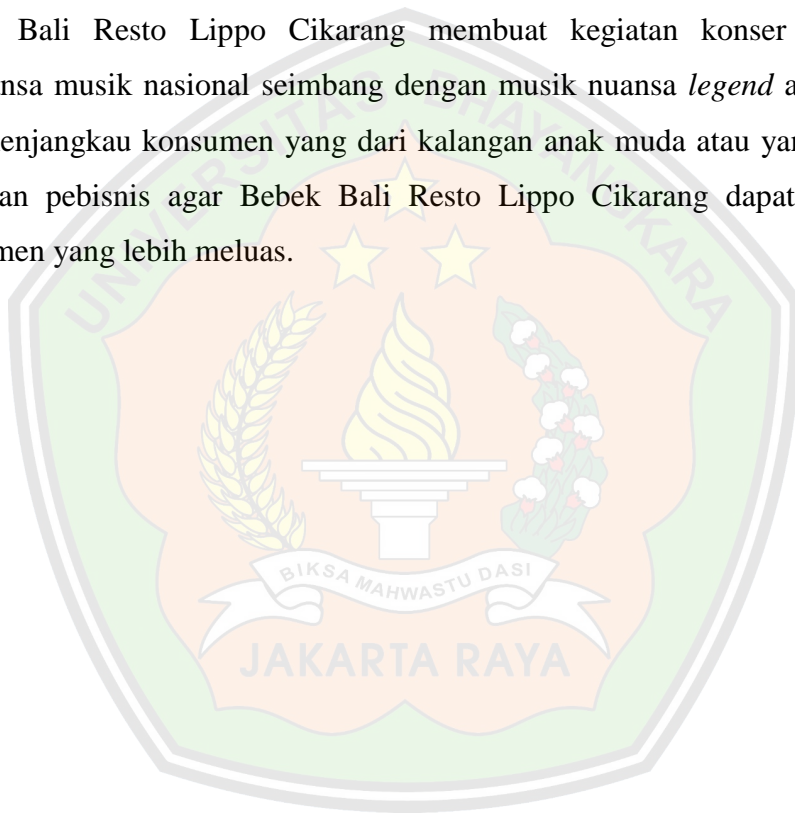 Bali Resto Lippo Cikarang membuat kegiatan konser
nsa musik nasional seimbang dengan musik nuansa legend a
enjangkau konsumen yang dari kalangan anak muda atau yan
an pebisnis agar Bebek Bali Resto Lippo Cikarang dapat
men yang lebih meluas.
UNIVERSITAS BHAYANGKARA
BIKSA MAHWASTU DASI
JAKARTA RAYA